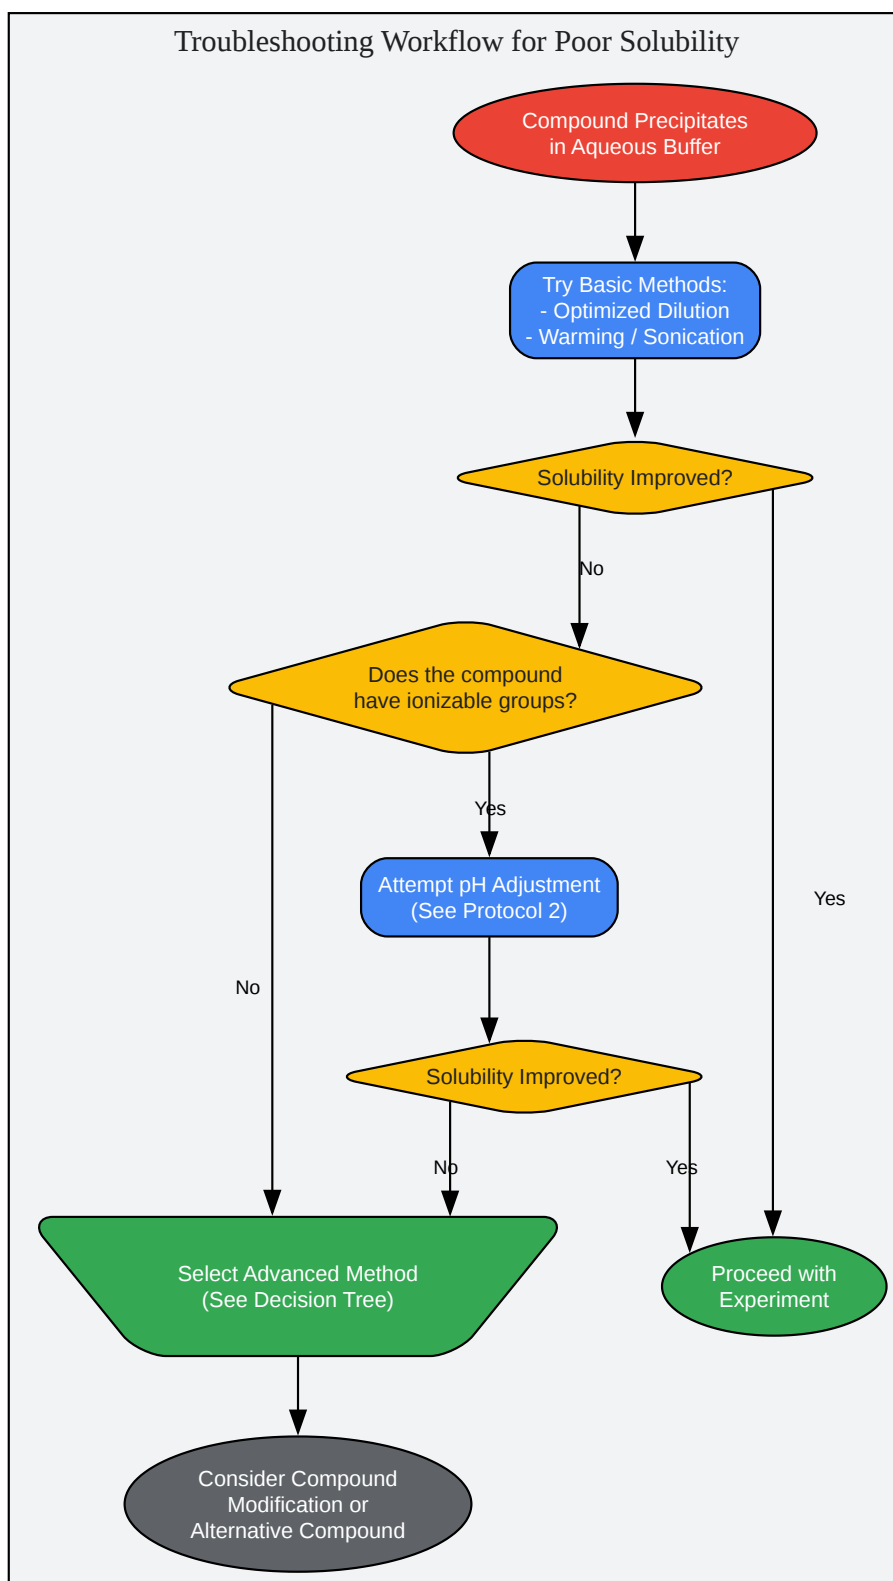 Troubleshooting Workflow for Poor Solubility
Compound Precipitates
in Aqueous Buffer
Try Basic Methods:
- Optimized Dilution
- Warming / Sonication
Solubility Improved?
No
Does the compound
have ionizable groups?
Yes
Attempt pH Adjustment
(See Protocol 2)
Yes
No
Solubility Improved?
No
Yes
Select Advanced Method
(See Decision Tree)
Proceed with
Experiment
Consider Compound
Modification or
Alternative Compound